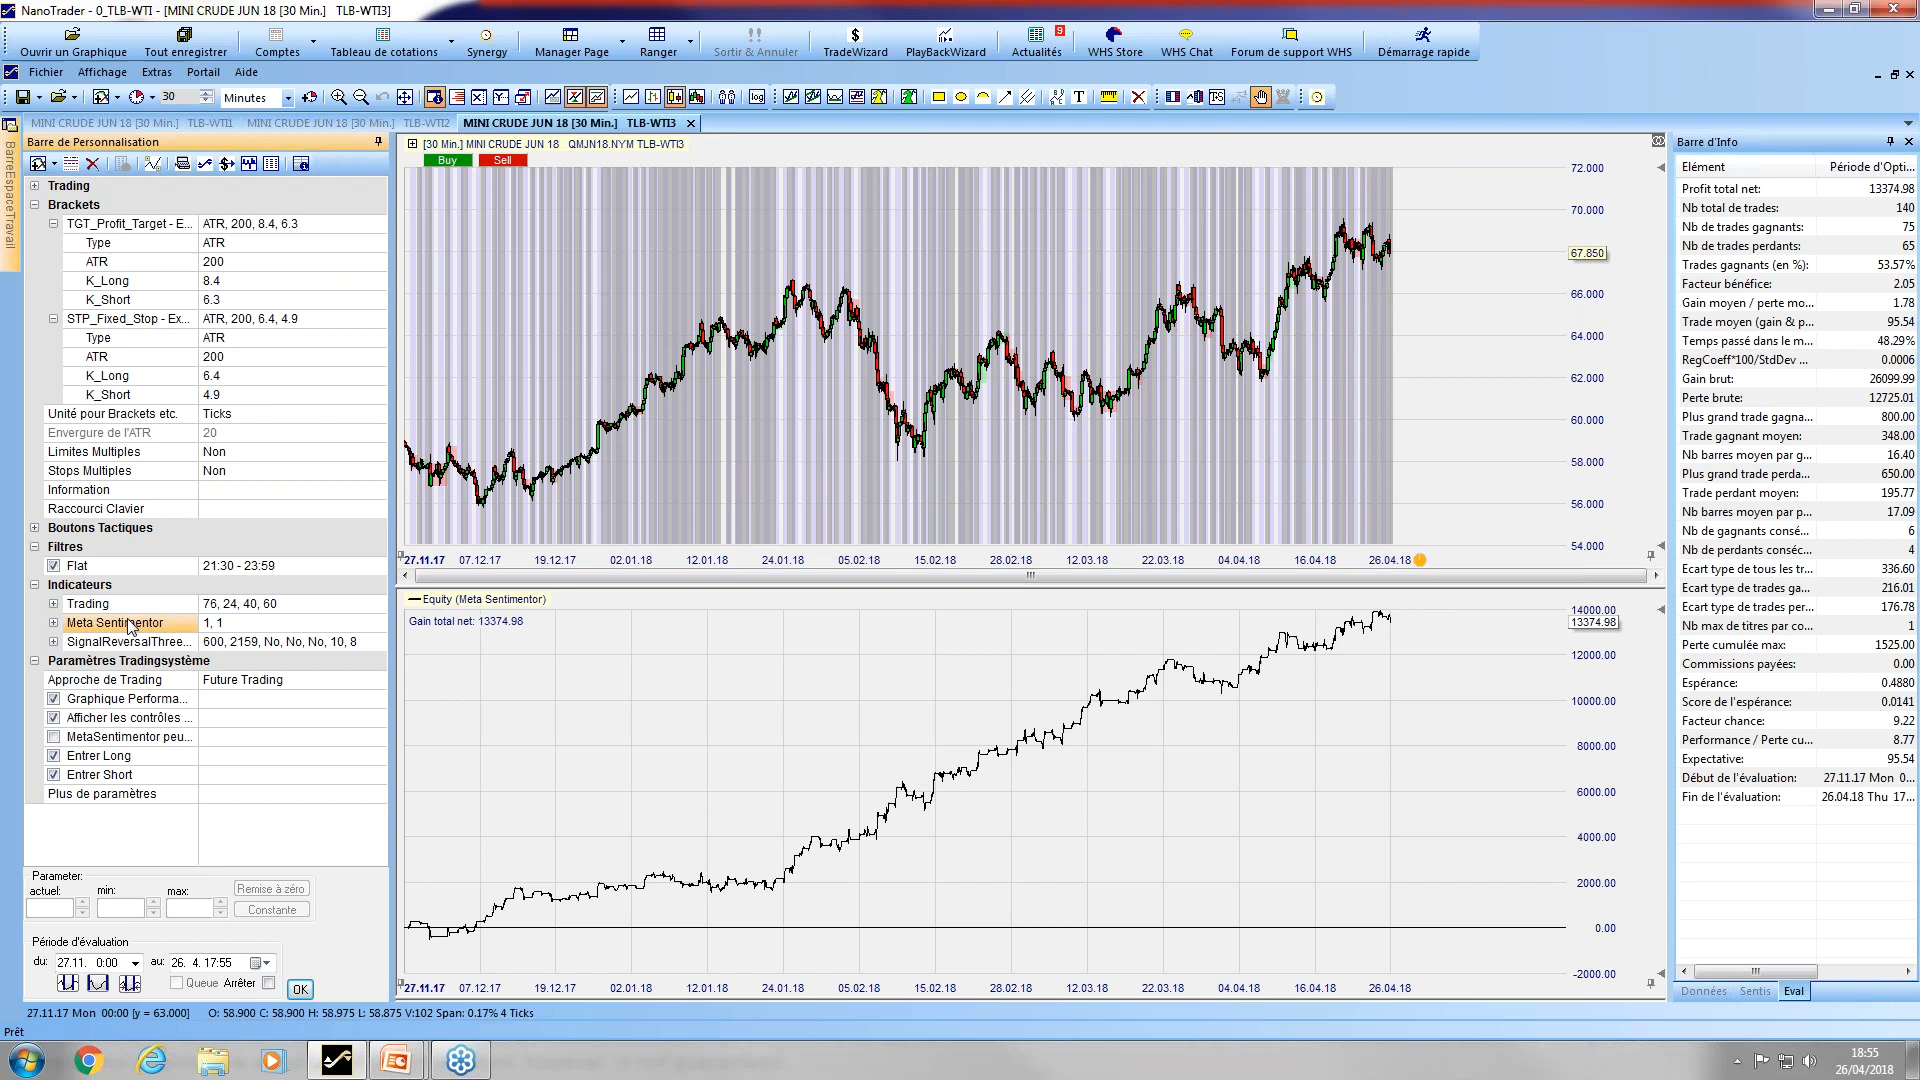 NanoTrader - 0_TLB-WTI - [MINI CRUDE JUN 18 [30 Min.]   TLB-WTI3]
Ouvrir un Graphique
Tout enregistrer
Comptes
Tableau de cotations
Synergy
Manager Page
Ranger
Sortir & Annuler
TradeWizard
PlayBackWizard
9
Actualités
WHS Store
WHS Chat
Forum de support WHS
Démarrage rapide
Fichier
Affichage
Extras
Portail
Aide
30
Minutes
log
T
MINI CRUDE JUN 18 [30 Min.]   TLB-WTI1
MINI CRUDE JUN 18 [30 Min.]   TLB-WTI2
MINI CRUDE JUN 18 [30 Min.]   TLB-WTI3
BarreEspaceTravail
Barre de Personnalisation
Trading
Brackets
TGT_Profit_Target - E... ATR, 200, 8.4, 6.3
Type ATR
ATR 200
K_Long 8.4
K_Short 6.3
STP_Fixed_Stop - Ex... ATR, 200, 6.4, 4.9
Type ATR
ATR 200
K_Long 6.4
K_Short 4.9
Unité pour Brackets etc. Ticks
Envergure de l'ATR 20
Limites Multiples Non
Stops Multiples Non
Information
Raccourci Clavier
Boutons Tactiques
Filtres
Flat 21:30 - 23:59
Indicateurs
Trading 76, 24, 40, 60
Meta Sentimentor 1, 1
SignalReversalThree... 600, 2159, No, No, No, 10, 8
Paramètres Tradingsystème
Approche de Trading Future Trading
Graphique Performa...
Afficher les contrôles ...
MetaSentimentor peu...
Entrer Long
Entrer Short
Plus de paramètres
Parameter:
actuel: min: max: Remise à zéro
Constante
Période d'évaluation
du: 27.11. 0:00 au: 26. 4. 17:55
Queue Arrêter OK
[30 Min.] MINI CRUDE JUN 18 QMJN18.NYM TLB-WTI3
Buy Sell
72.000
70.000
67.850
66.000
64.000
62.000
60.000
58.000
56.000
54.000
27.11.17 07.12.17 19.12.17 02.01.18 12.01.18 24.01.18 05.02.18 15.02.18 28.02.18 12.03.18 22.03.18 04.04.18 16.04.18 26.04.18
Equity (Meta Sentimentor)
Gain total net: 13374.98
14000.00
13374.98
12000.00
10000.00
8000.00
6000.00
4000.00
2000.00
0.00
-2000.00
27.11.17 07.12.17 19.12.17 02.01.18 12.01.18 24.01.18 05.02.18 15.02.18 28.02.18 12.03.18 22.03.18 04.04.18 16.04.18 26.04.18
Barre d'Info
Elément Période d'Opti...
Profit total net: 13374.98
Nb total de trades: 140
Nb de trades gagnants: 75
Nb de trades perdants: 65
Trades gagnants (en %): 53.57%
Facteur bénéfice: 2.05
Gain moyen / perte mo... 1.78
Trade moyen (gain & p... 95.54
Temps passé dans le m... 48.29%
RegCoeff*100/StdDev ... 0.0006
Gain brut: 26099.99
Perte brute: 12725.01
Plus grand trade gagna... 800.00
Trade gagnant moyen: 348.00
Nb barres moyen par g... 16.40
Plus grand trade perda... 650.00
Trade perdant moyen: 195.77
Nb barres moyen par p... 17.09
Nb de gagnants consé... 6
Nb de perdants conséc... 4
Ecart type de tous les tr... 336.60
Ecart type de trades ga... 216.01
Ecart type de trades per... 176.78
Nb max de titres par co... 1
Perte cumulée max: 1525.00
Commissions payées: 0.00
Espérance: 0.4880
Score de l'espérance: 0.0141
Facteur chance: 9.22
Performance / Perte cu... 8.77
Expectative: 95.54
Début de l'évaluation: 27.11.17 Mon 0...
Fin de l'évaluation: 26.04.18 Thu 17...
Données Sentis Eval
27.11.17 Mon 00:00 [y = 63.000] O: 58.900 C: 58.900 H: 58.975 L: 58.875 V:102 Span: 0.17% 4 Ticks
Prêt
18:55
26/04/2018